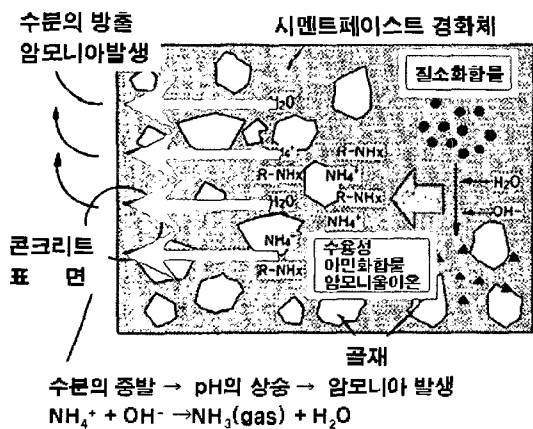 수분의 방출
암모니아발생
시멘트페이스트 경화체
질소화합물
H₂O
R-NHx
NH₄⁺
R-NHx
R-NHx
H₂O
NH₄⁺
NH₄⁺
R-NHx
H₂O
OH⁻
수용성
아민화합물
암모니움이온
콘크리트
표 면
골재
수분의 증발 → pH의 상승 → 암모니아 발생
NH₄⁺ + OH⁻ →NH₃(gas) + H₂O